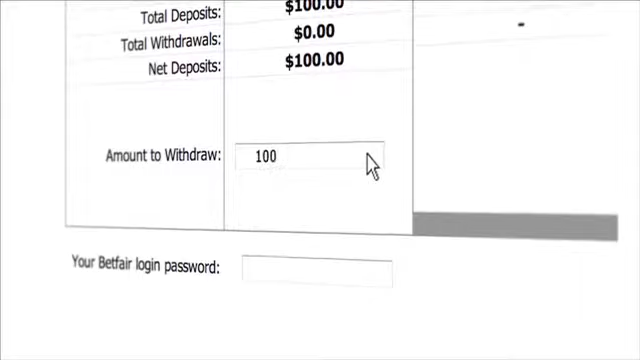 Total Deposits: $100.00
Total Withdrawals: $0.00
Net Deposits: $100.00
Amount to Withdraw: 100
Your Betfair login password: